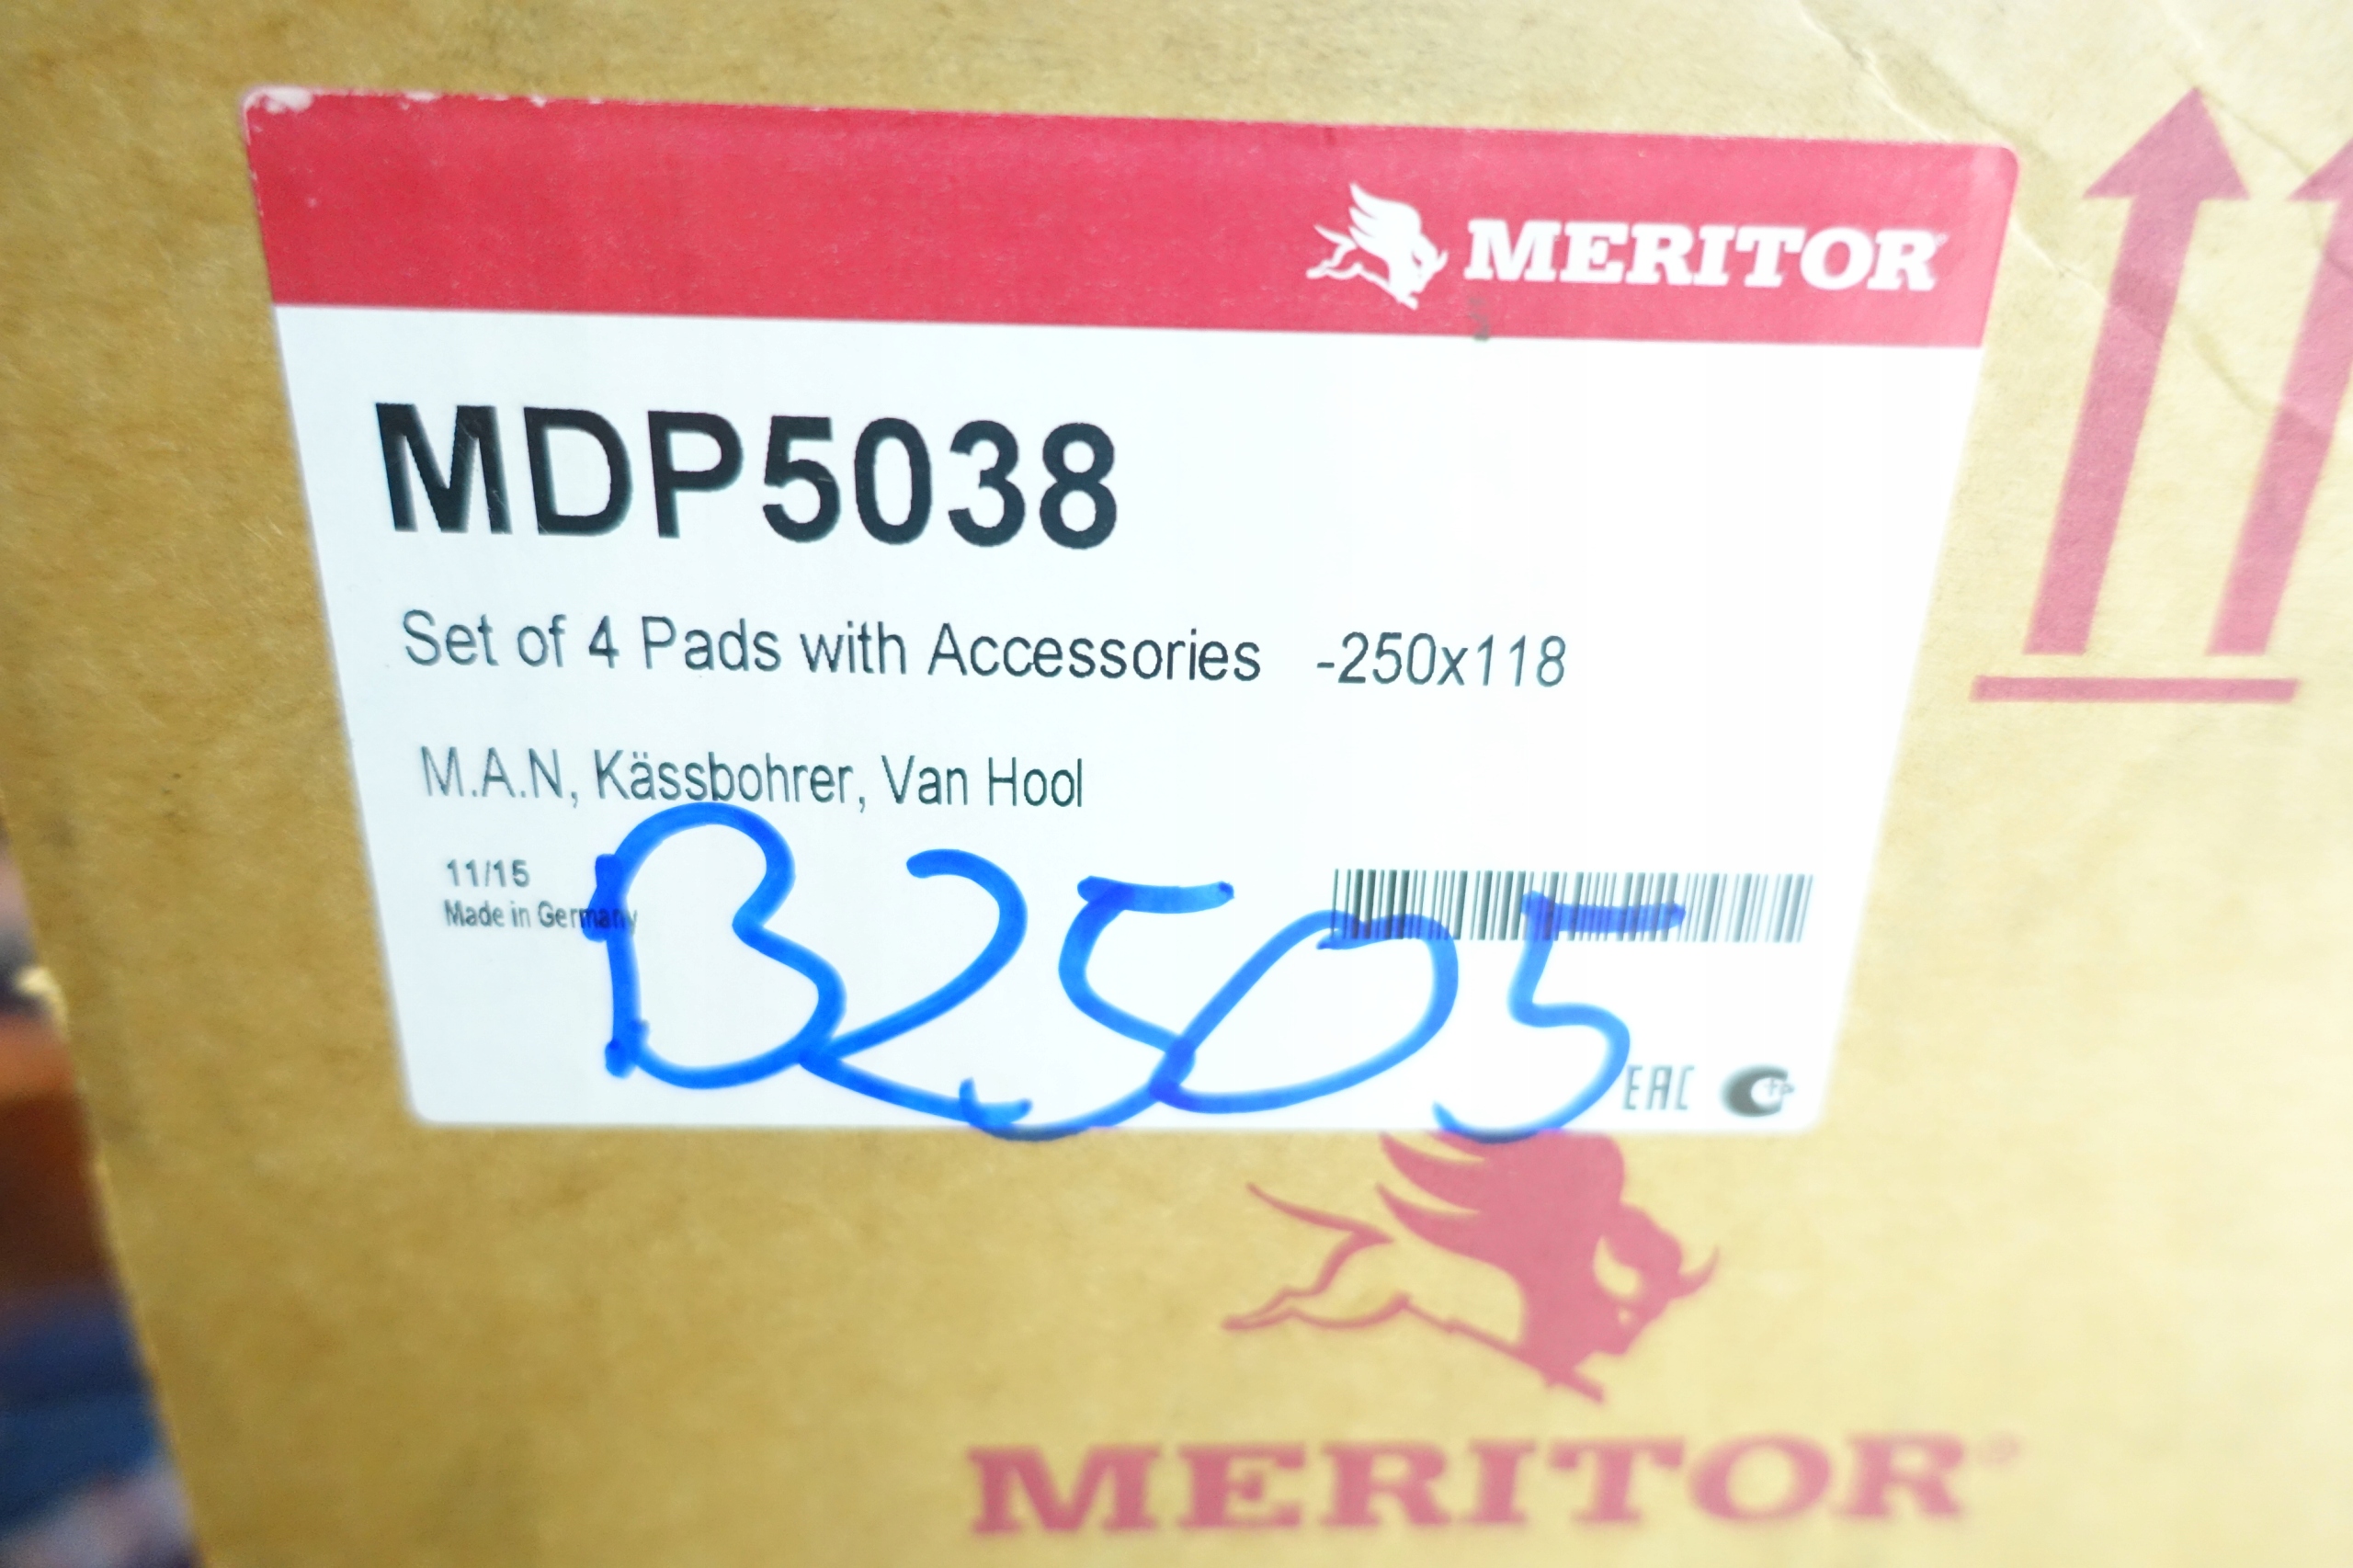 MERITOR
MDP5038
Set of 4 Pads with Accessories -250x118
M.A.N, Kässbohrer, Van Hool
11/15
Made in Germany
B2505
EAC
MERITOR